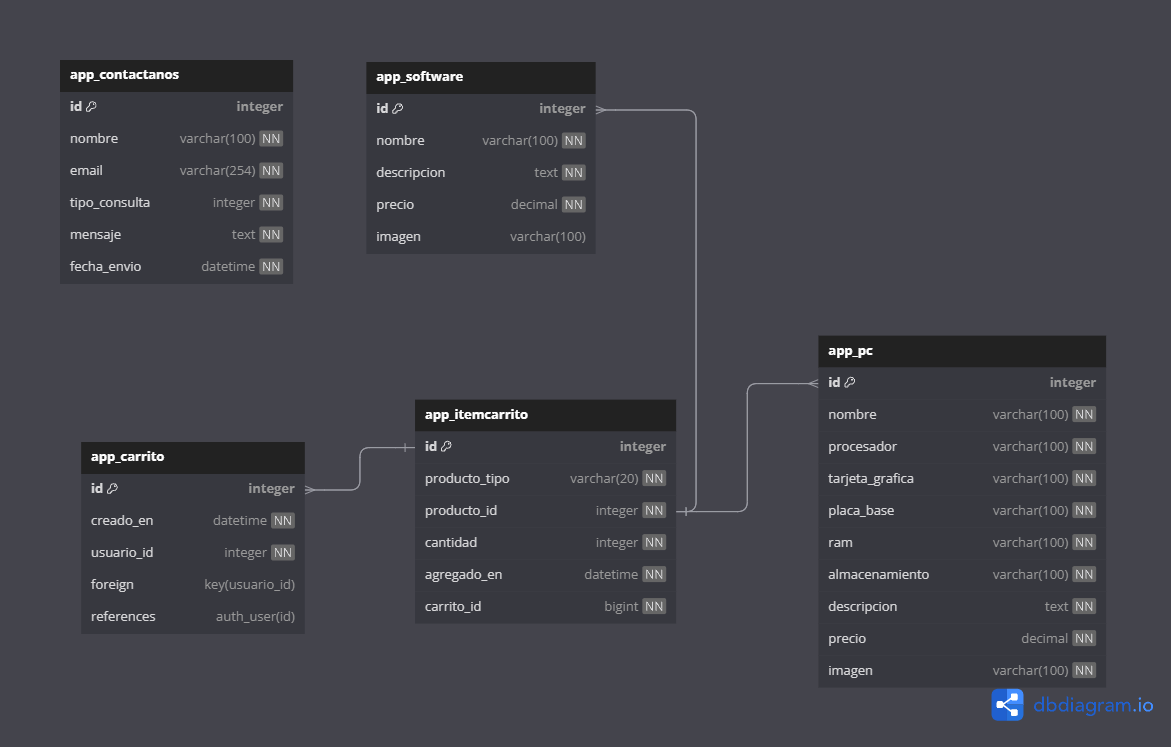 app_contactanos
id integer
nombre varchar(100) NN
email varchar(254) NN
tipo_consulta integer NN
mensaje text NN
fecha_envio datetime NN
app_software
id integer
nombre varchar(100) NN
descripcion text NN
precio decimal NN
imagen varchar(100)
app_carrito
id integer
creado_en datetime NN
usuario_id integer NN
foreign key(usuario_id)
references auth_user(id)
app_itemcarrito
id integer
producto_tipo varchar(20) NN
producto_id integer NN
cantidad integer NN
agregado_en datetime NN
carrito_id bigint NN
app_pc
id integer
nombre varchar(100) NN
procesador varchar(100) NN
tarjeta_grafica varchar(100) NN
placa_base varchar(100) NN
ram varchar(100) NN
almacenamiento varchar(100) NN
descripcion text NN
precio decimal NN
imagen varchar(100) NN
dbdiagram.io